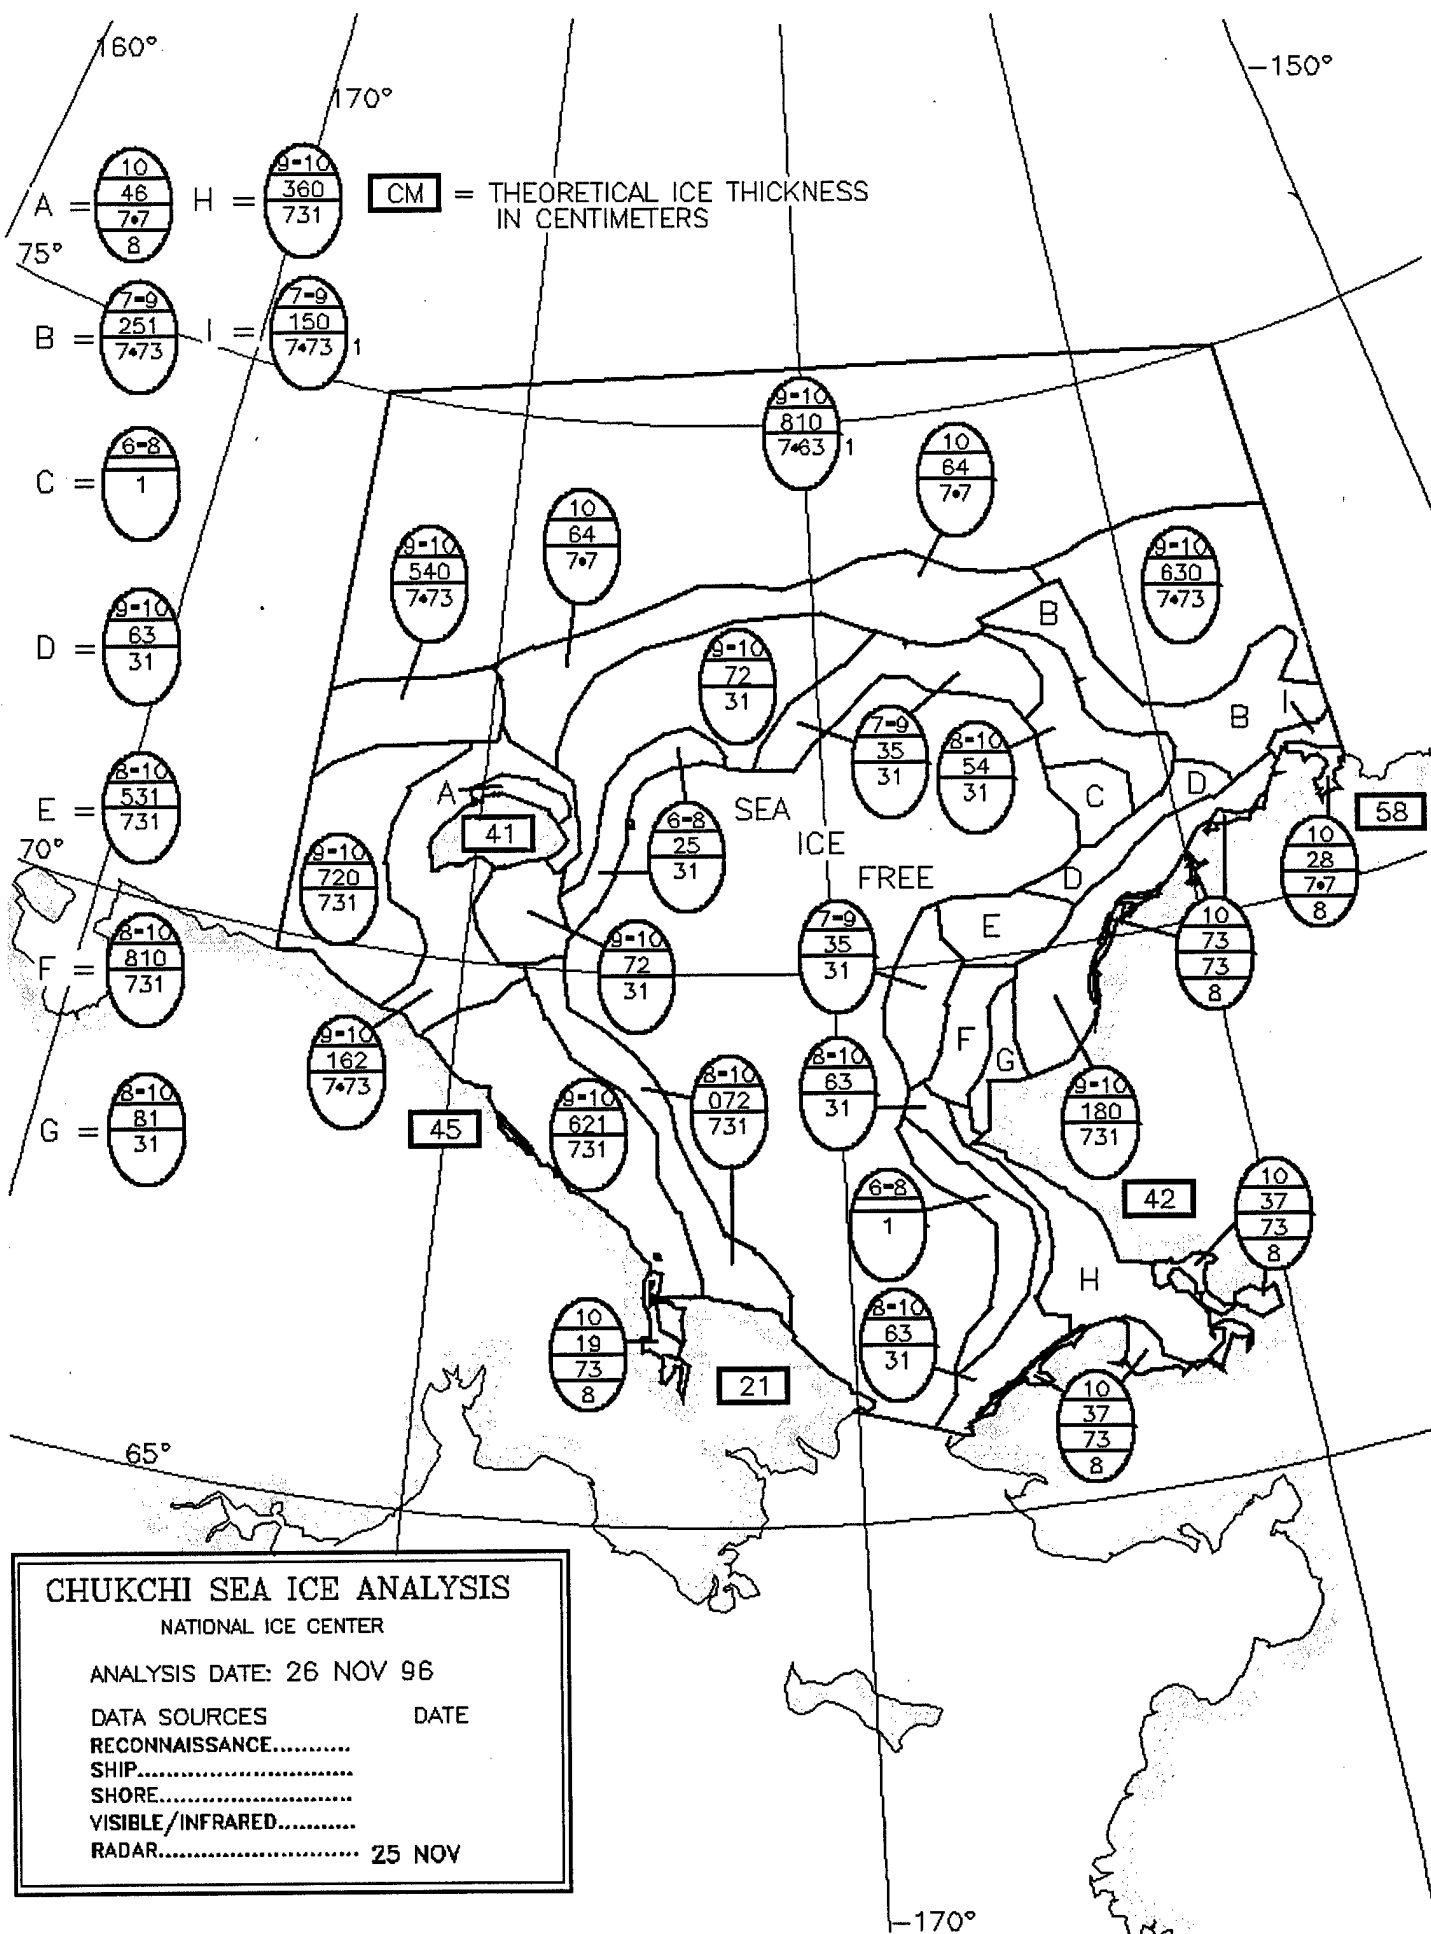 160°
170°
-150°
A = 10 46 7•7 8
H = 9-10 360 731
CM = THEORETICAL ICE THICKNESS
IN CENTIMETERS
75°
B = 7-9 251 7•73
I = 7-9 150 7•73 1
C = 6-8 1
D = 9-10 63 31
E = 8-10 531 731
F = 8-10 810 731
G = 8-10 81 31
9-10 810 7•63 1
10 64 7•7
10 64 7•7
9-10 540 7•73
9-10 630 7•73
B
9-10 72 31
B
I
7-9 35 31
8-10 54 31
C
D
A
41
SEA
ICE
FREE
58
6-8 25 31
10 28 7•7 8
70°
9-10 720 731
D
E
7-9 35 31
10 73 73 8
9-10 72 31
F
G
9-10 162 7•73
8-10 63 31
8-10 072 731
9-10 621 731
9-10 180 731
45
42
6-8 1
10 37 73 8
H
10 19 73 8
8-10 63 31
21
10 37 73 8
65°
CHUKCHI SEA ICE ANALYSIS
NATIONAL ICE CENTER
ANALYSIS DATE: 26 NOV 96
DATA SOURCES DATE
RECONNAISSANCE...........
SHIP............................
SHORE.........................
VISIBLE/INFRARED...........
RADAR.......................... 25 NOV
-170°